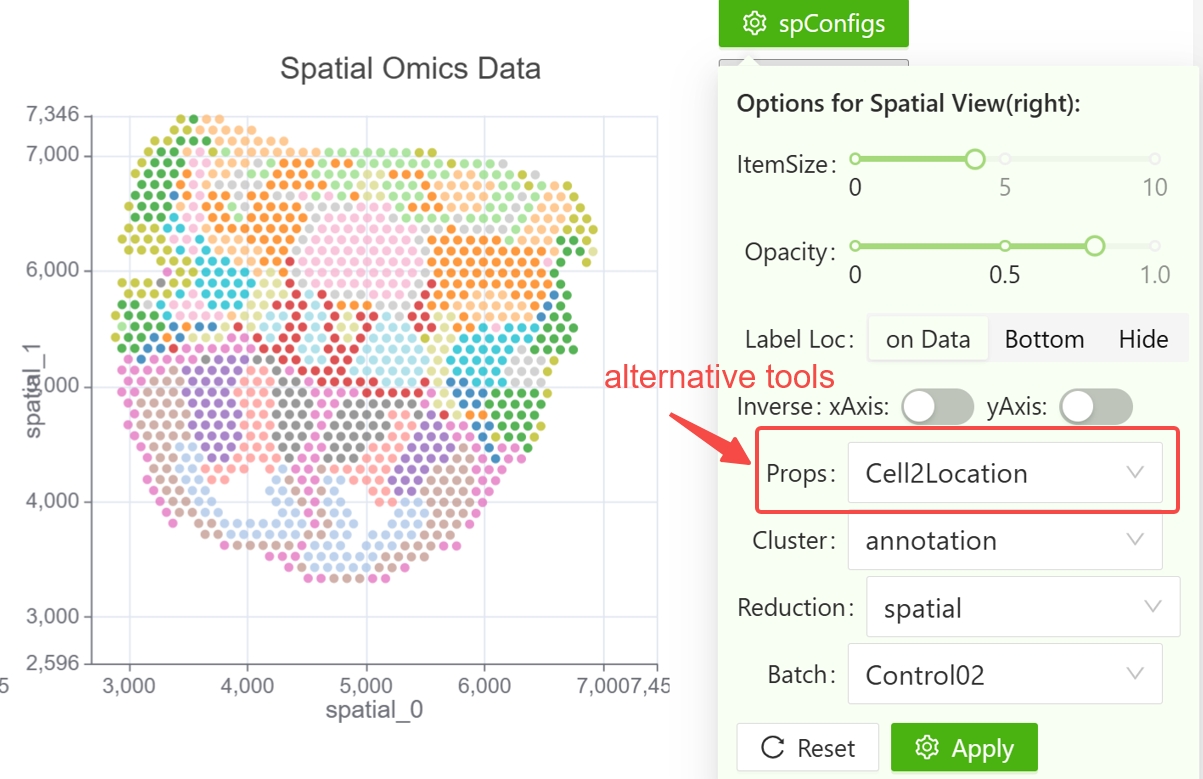 spConfigs
Spatial Omics Data
7,346
7,000
6,000
5,000
4,000
3,000
2,596
spatial_1
5
3,000
4,000
5,000
6,000
7,0007,45
spatial_0
Options for Spatial View(right):
ItemSize:
0
5
10
Opacity:
0
0.5
1.0
Label Loc:
on Data
Bottom
Hide
alternative tools
Inverse: xAxis:
yAxis:
Props:
Cell2Location
Cluster:
annotation
Reduction:
spatial
Batch:
Control02
Reset
Apply